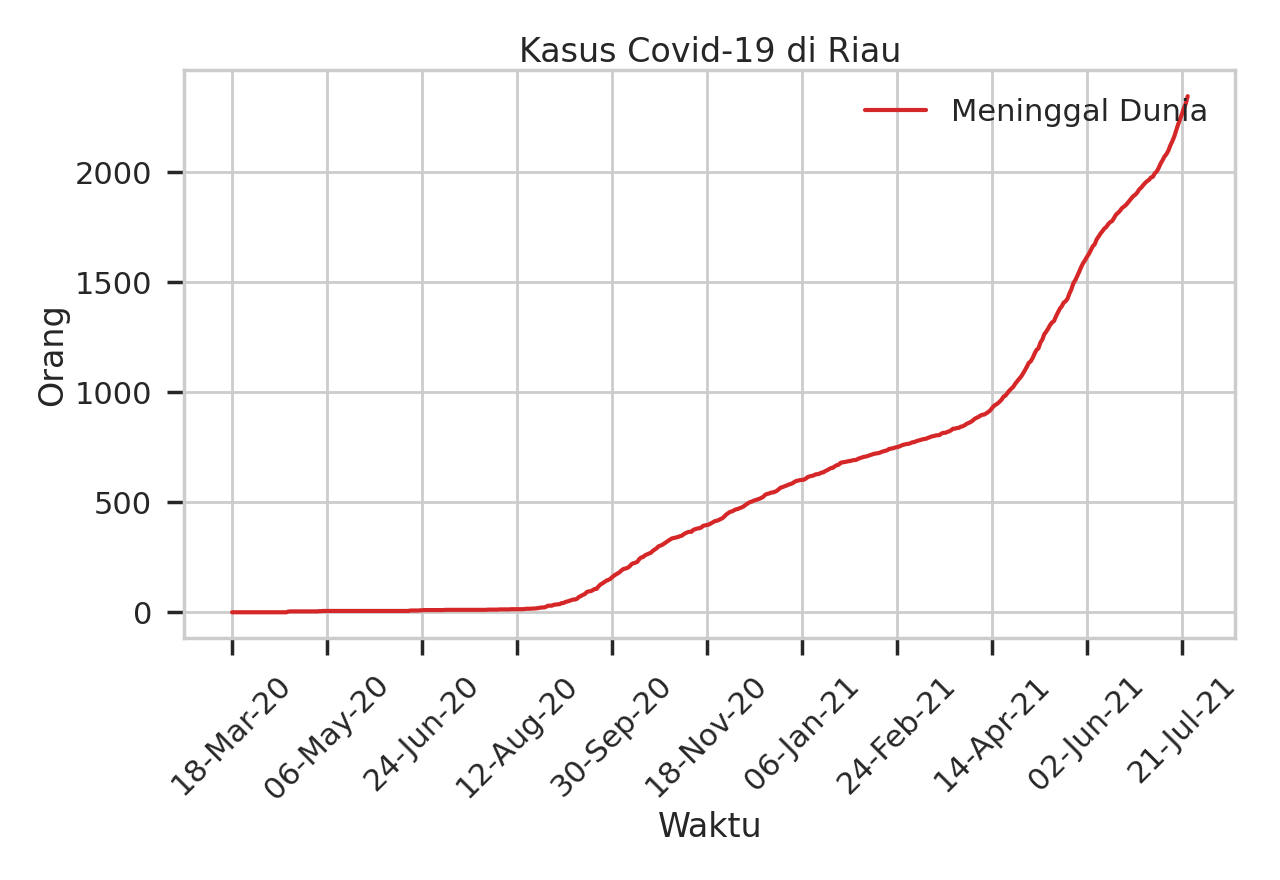 Kasus Covid-19 di Riau
Meninggal Dunia
2000
1500
1000
500
0
Orang
18-Mar-20
06-May-20
24-Jun-20
12-Aug-20
30-Sep-20
18-Nov-20
06-Jan-21
24-Feb-21
14-Apr-21
02-Jun-21
21-Jul-21
Waktu